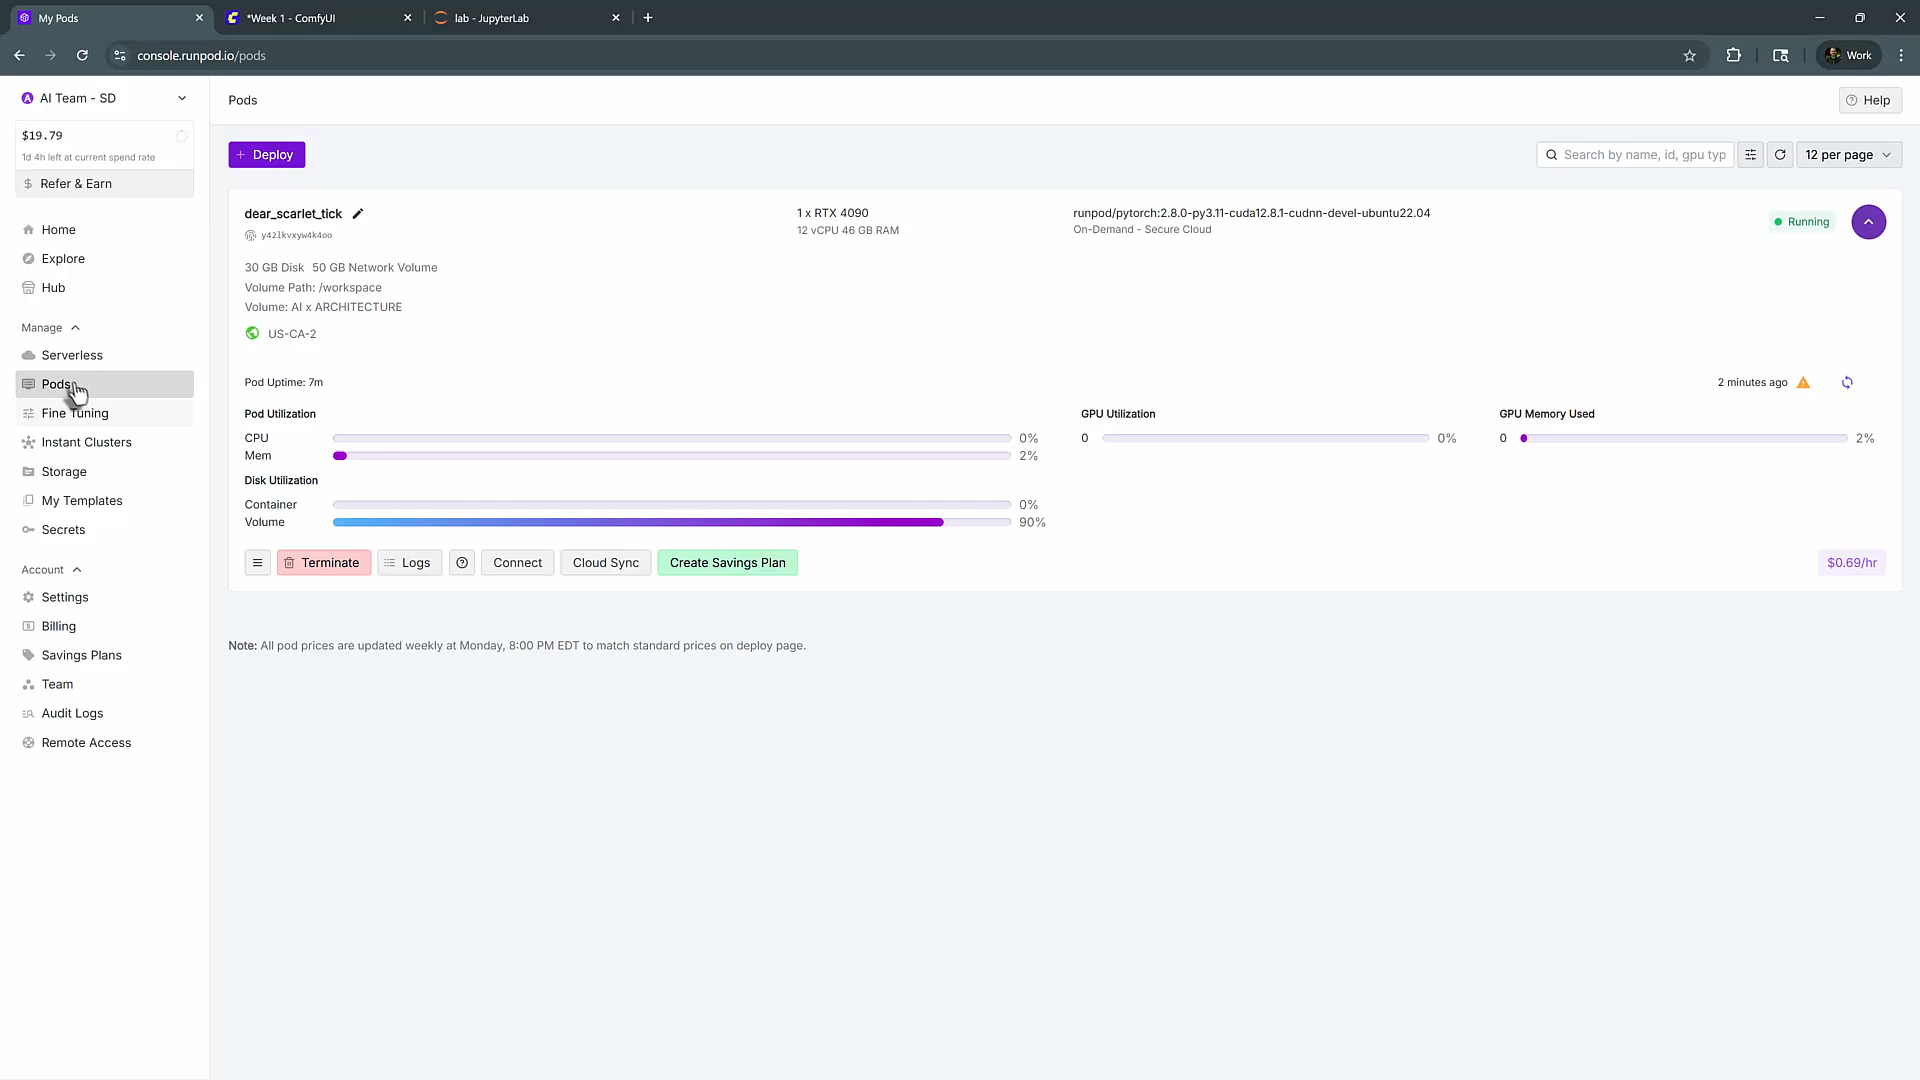 My Pods
*Week 1 - ComfyUI
lab - JupyterLab
console.runpod.io/pods
Work
AI Team - SD
$19.79
1d 4h left at current spend rate
Refer & Earn
Home
Explore
Hub
Manage
Serverless
Pods
Fine Tuning
Instant Clusters
Storage
My Templates
Secrets
Account
Settings
Billing
Savings Plans
Team
Audit Logs
Remote Access
Pods
Help
Deploy
Search by name, id, gpu typ
12 per page
dear_scarlet_tick
y42lkvxyw4k4oo
1 x RTX 4090
12 vCPU 46 GB RAM
runpod/pytorch:2.8.0-py3.11-cuda12.8.1-cudnn-devel-ubuntu22.04
On-Demand - Secure Cloud
Running
30 GB Disk 50 GB Network Volume
Volume Path: /workspace
Volume: AI x ARCHITECTURE
US-CA-2
Pod Uptime: 7m
2 minutes ago
Pod Utilization
CPU 0%
Mem 2%
Disk Utilization
Container 0%
Volume 90%
GPU Utilization
0 0%
GPU Memory Used
0 2%
Terminate
Logs
Connect
Cloud Sync
Create Savings Plan
$0.69/hr
Note: All pod prices are updated weekly at Monday, 8:00 PM EDT to match standard prices on deploy page.